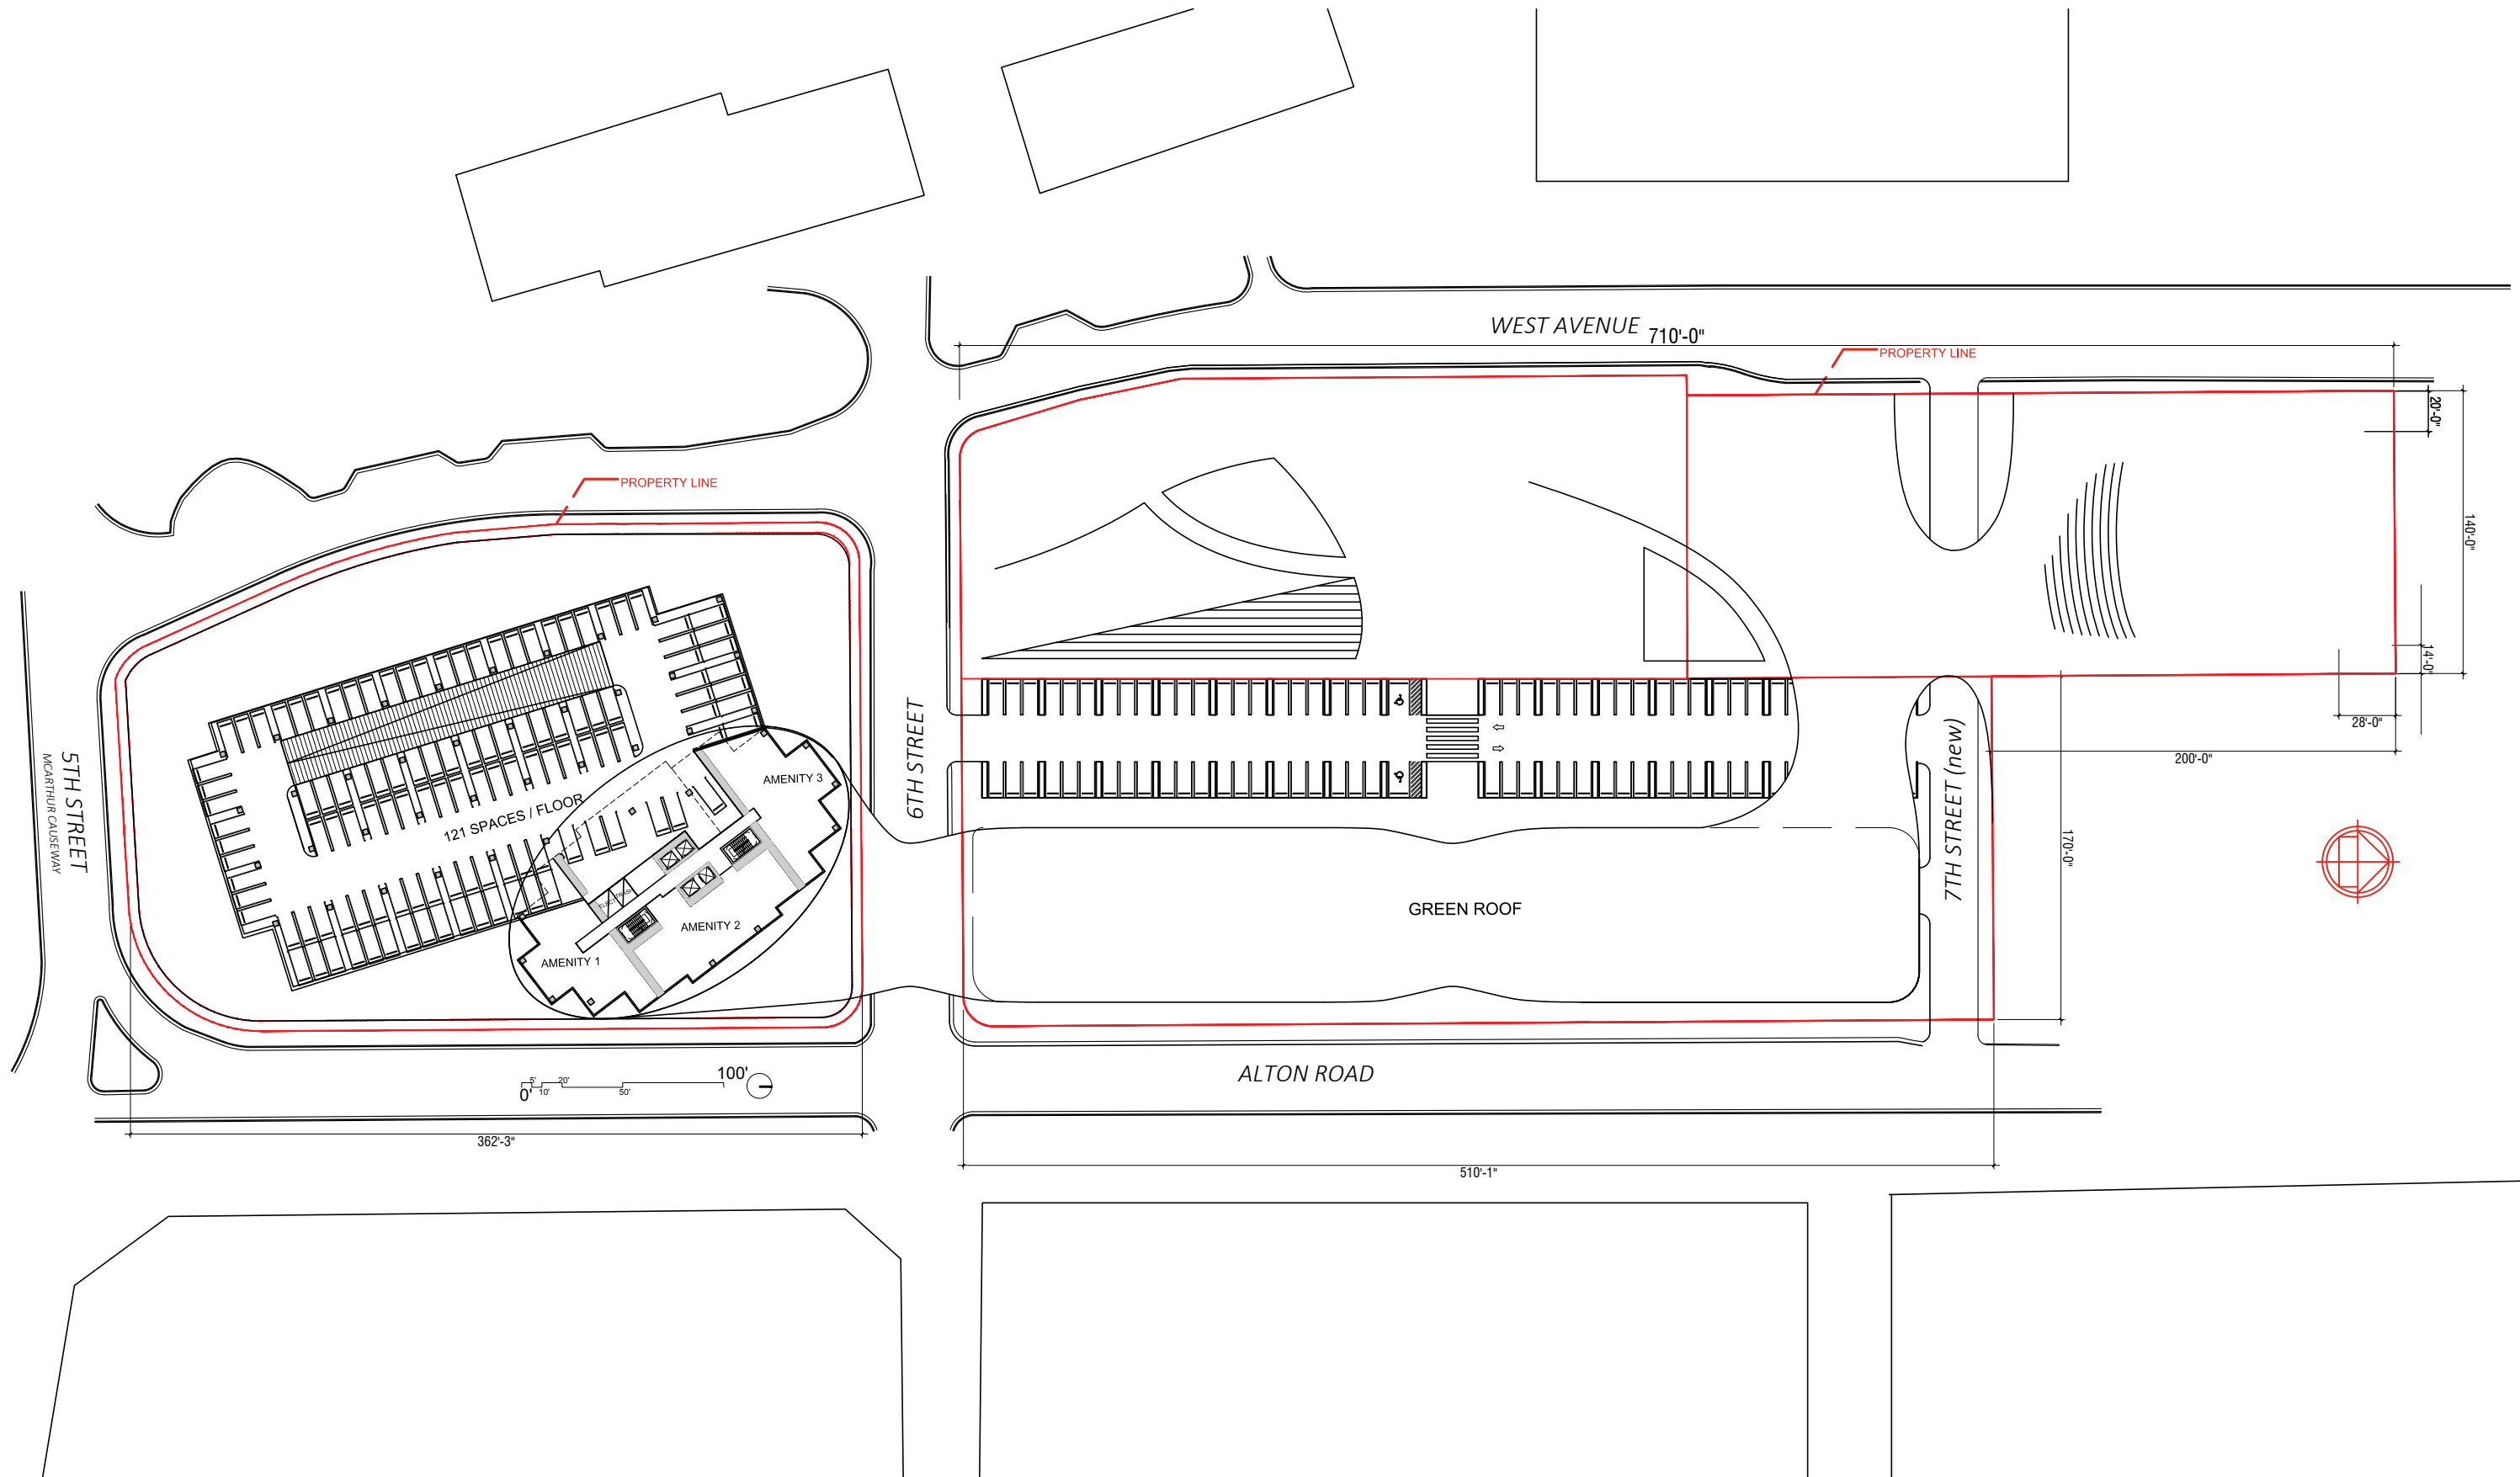 WEST AVENUE
710'-0"
PROPERTY LINE
20'-0"
PROPERTY LINE
140'-0"
14'-0"
28'-0"
200'-0"
6TH STREET
7TH STREET (new)
5TH STREET
MCARTHUR CAUSEWAY
AMENITY 3
121 SPACES / FLOOR
170'-0"
GREEN ROOF
AMENITY 2
AMENITY 1
ALTON ROAD
100'
5'
20'
0'
10'
50'
362'-3"
510'-1"